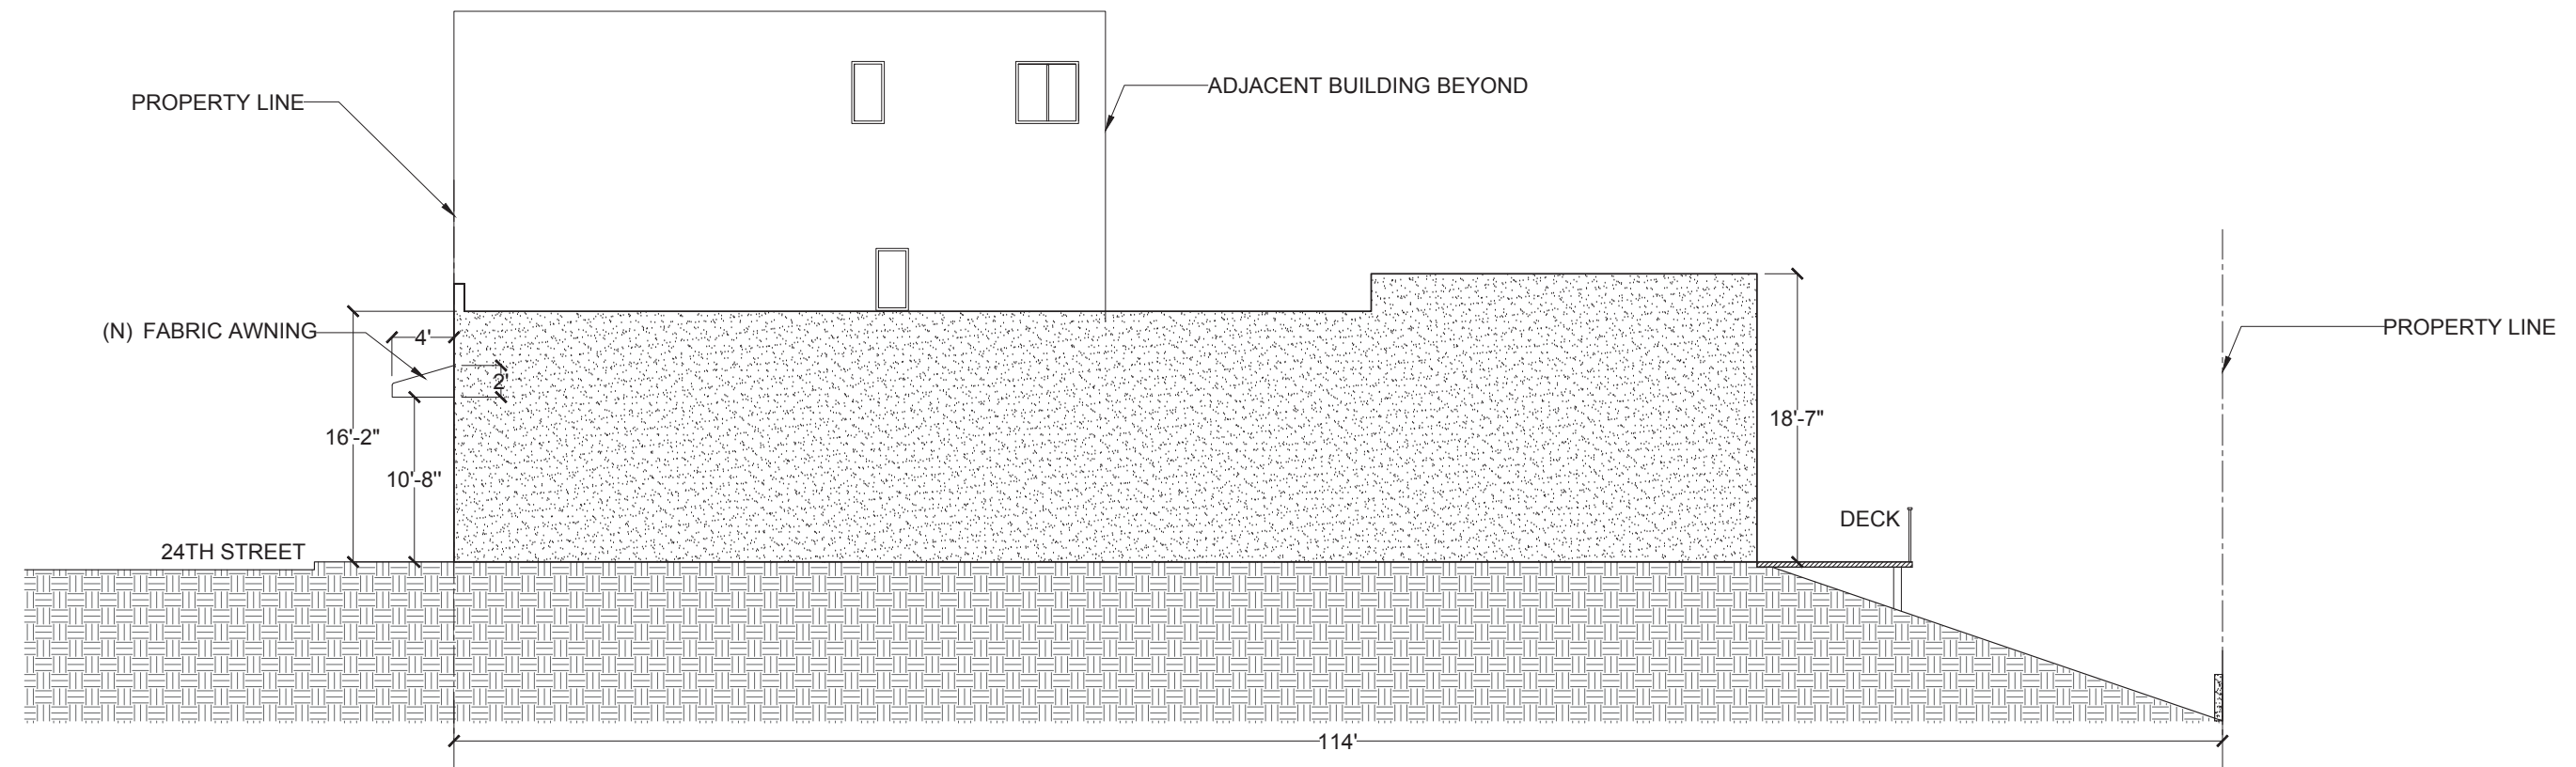 ADJACENT BUILDING BEYOND
PROPERTY LINE
(N) FABRIC AWNING
4'
PROPERTY LINE
2'
18'-7"
16'-2"
10'-8"
DECK
24TH STREET
114'